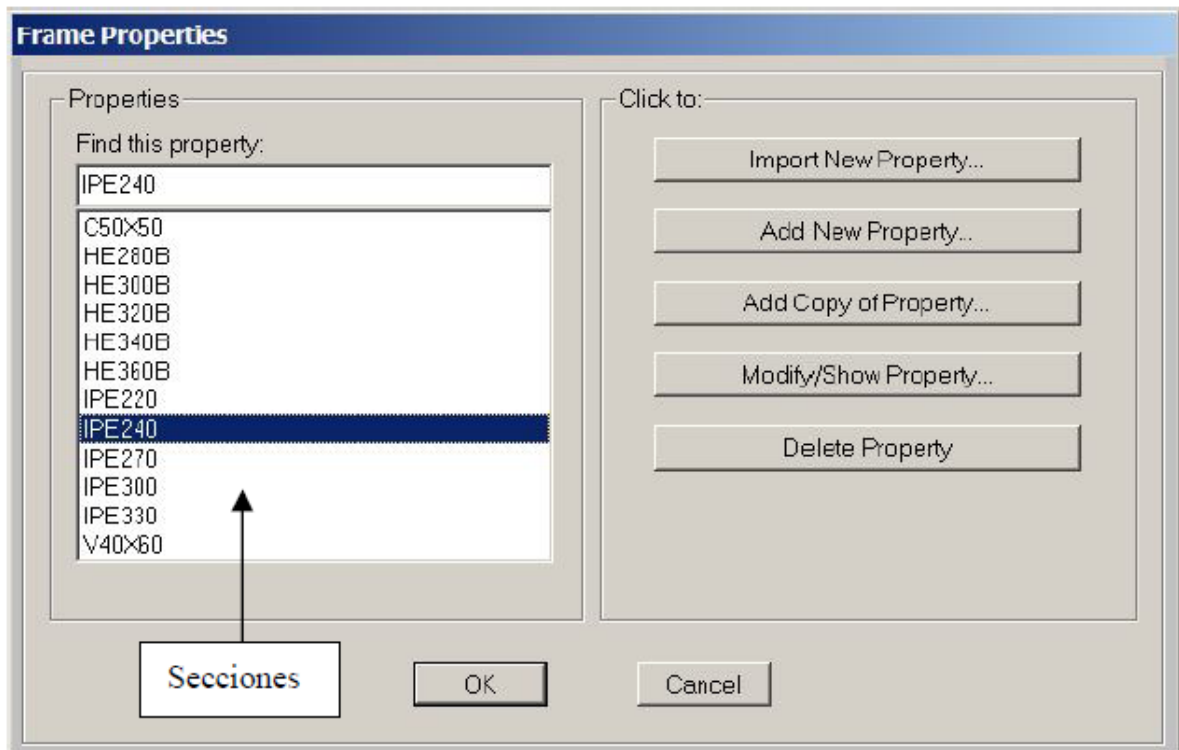 Frame Properties
Properties
Find this property:
IPE240
C50X50
HE280B
HE300B
HE320B
HE340B
HE360B
IPE220
IPE240
IPE270
IPE300
IPE330
V40X60
Click to:
Import New Property...
Add New Property...
Add Copy of Property...
Modify/Show Property...
Delete Property
Secciones
OK
Cancel